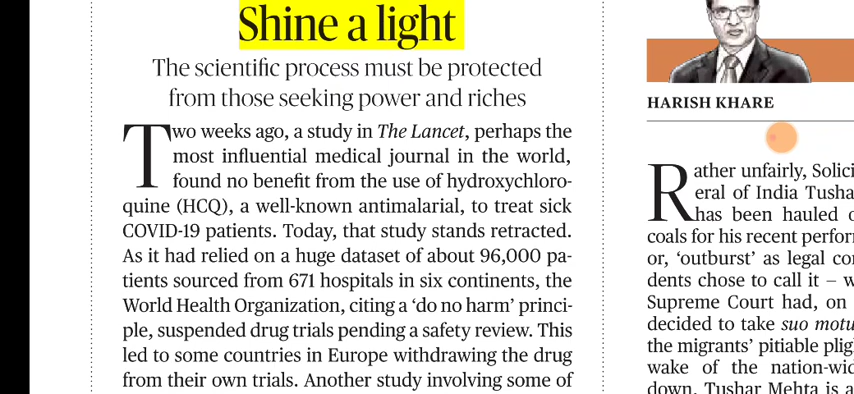 Shine a light
The scientific process must be protected
from those seeking power and riches
Two weeks ago, a study in The Lancet, perhaps the
most influential medical journal in the world,
found no benefit from the use of hydroxychloro-
quine (HCQ), a well-known antimalarial, to treat sick
COVID-19 patients. Today, that study stands retracted.
As it had relied on a huge dataset of about 96,000 pa-
tients sourced from 671 hospitals in six continents, the
World Health Organization, citing a ‘do no harm’ princi-
ple, suspended drug trials pending a safety review. This
led to some countries in Europe withdrawing the drug
from their own trials. Another study involving some of
HARISH KHARE
Rather unfairly, Solici
eral of India Tusha
has been hauled o
coals for his recent perfor
or, ‘outburst’ as legal co
dents chose to call it – w
Supreme Court had, on
decided to take suo motu
the migrants’ pitiable plig
wake of the nation-wid
down. Tushar Mehta is a